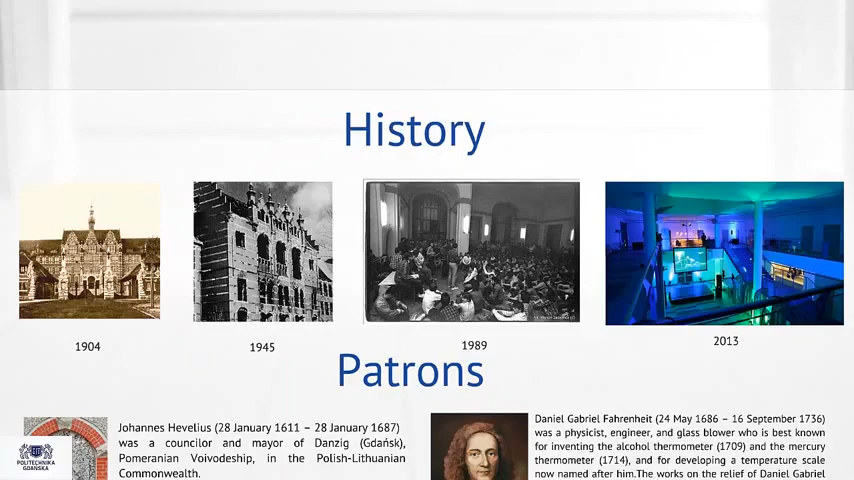 History
1904
1945
1989
2013
Patrons
Johannes Hevelius (28 January 1611 – 28 January 1687)
was a councilor and mayor of Danzig (Gdańsk),
Pomeranian Voivodeship, in the Polish-Lithuanian
Commonwealth.
Daniel Gabriel Fahrenheit (24 May 1686 – 16 September 1736)
was a physicist, engineer, and glass blower who is best known
for inventing the alcohol thermometer (1709) and the mercury
thermometer (1714), and for developing a temperature scale
now named after him.The works on the relief of Daniel Gabriel
POLITECHNIKA
GDAŃSKA